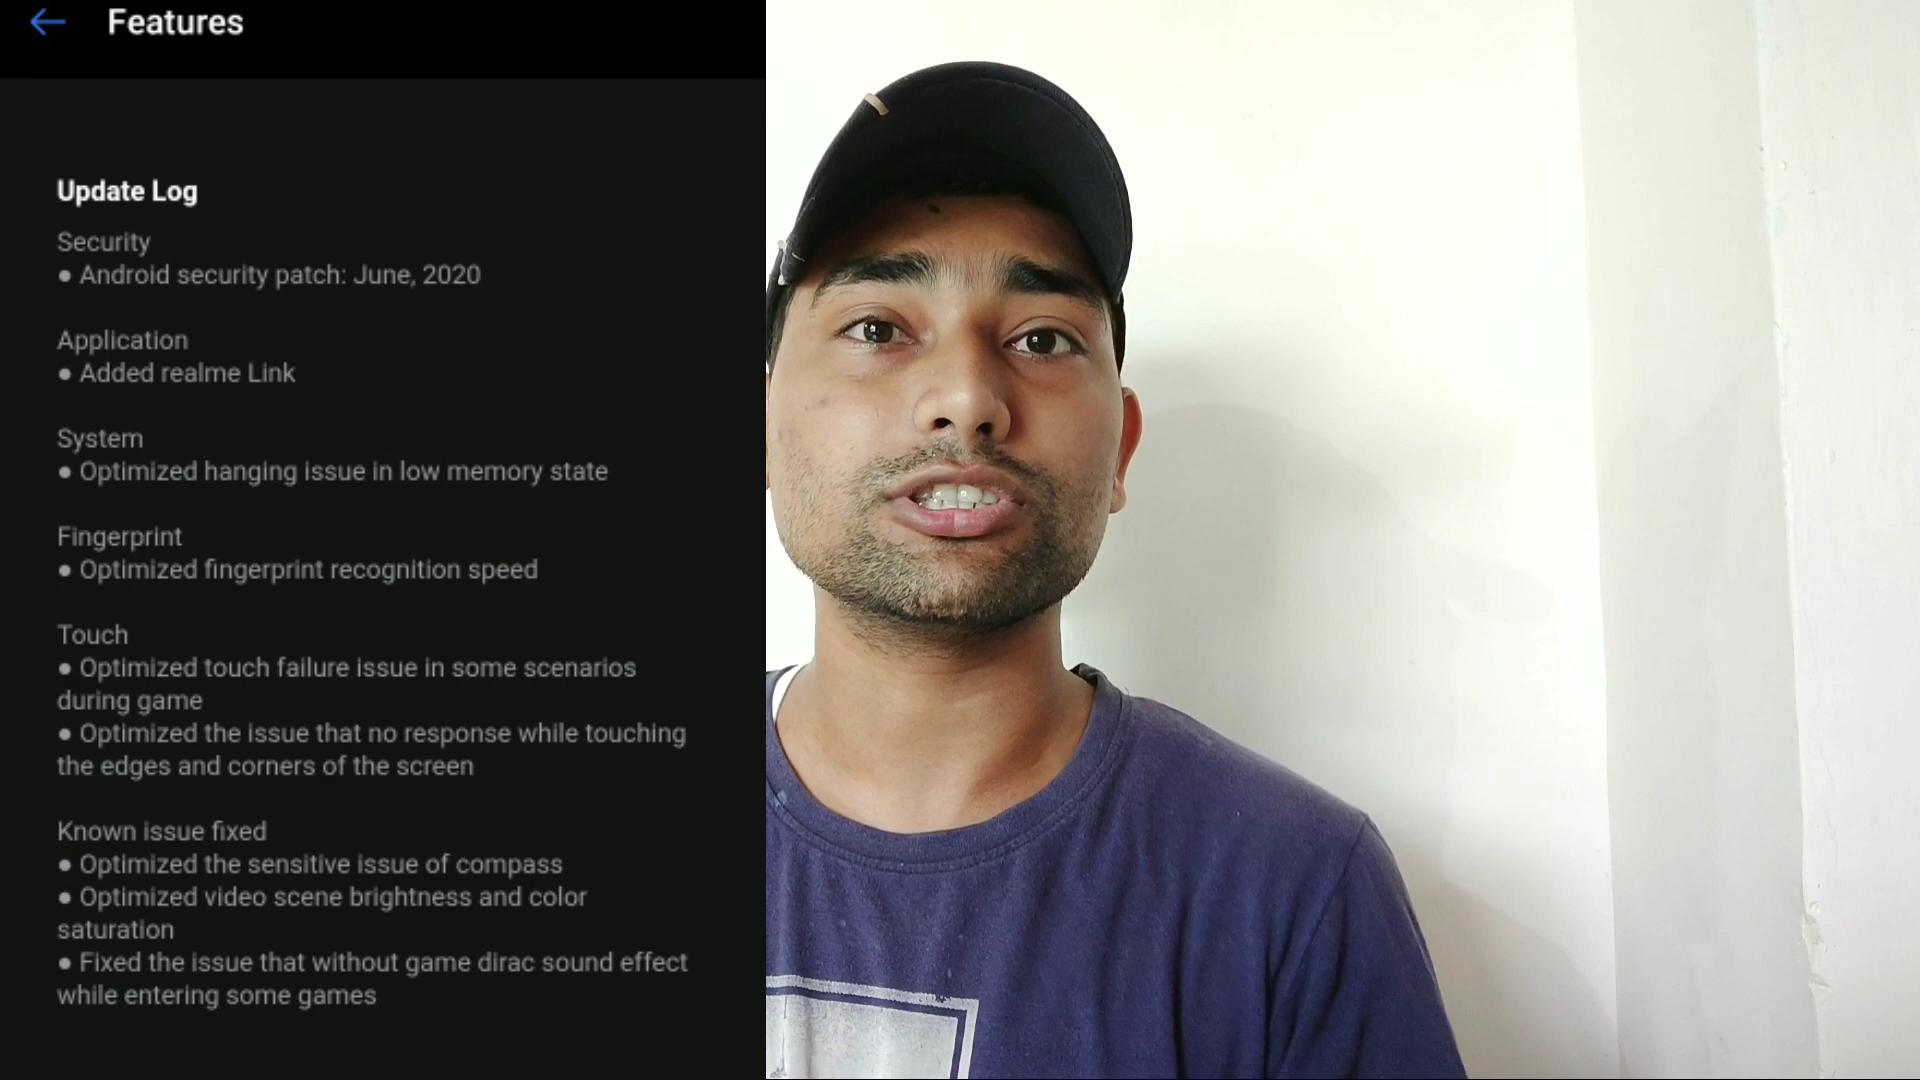 Features
Update Log
Security
● Android security patch: June, 2020
Application
● Added realme Link
System
● Optimized hanging issue in low memory state
Fingerprint
● Optimized fingerprint recognition speed
Touch
● Optimized touch failure issue in some scenarios
during game
● Optimized the issue that no response while touching
the edges and corners of the screen
Known issue fixed
● Optimized the sensitive issue of compass
● Optimized video scene brightness and color
saturation
● Fixed the issue that without game dirac sound effect
while entering some games